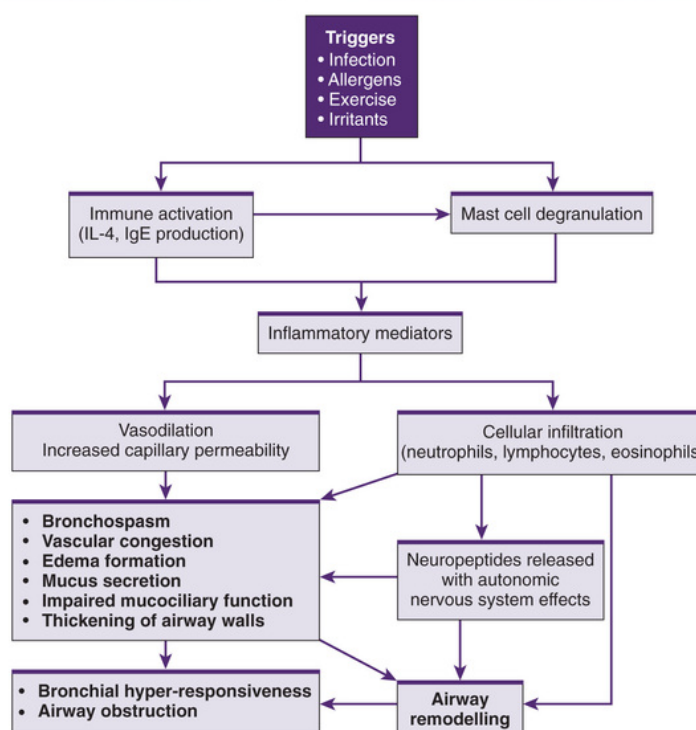 Triggers
• Infection
• Allergens
• Exercise
• Irritants
Immune activation
(IL-4, IgE production)
Mast cell degranulation
Inflammatory mediators
Vasodilation
Increased capillary permeability
Cellular infiltration
(neutrophils, lymphocytes, eosinophils)
• Bronchospasm
• Vascular congestion
• Edema formation
• Mucus secretion
• Impaired mucociliary function
• Thickening of airway walls
Neuropeptides released
with autonomic
nervous system effects
• Bronchial hyper-responsiveness
• Airway obstruction
Airway
remodelling